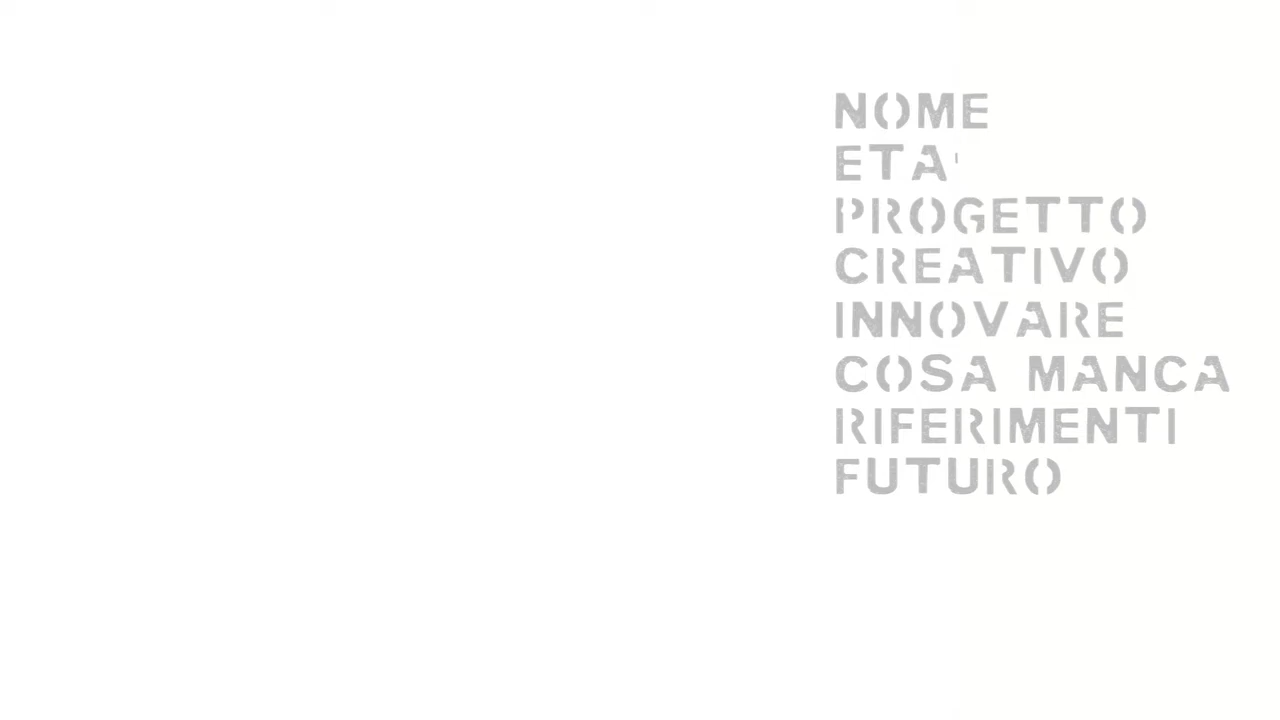 NOME
ETA'
PROGETTO
CREATIVO
INNOVARE
COSA MANCA
RIFERIMENTI
FUTURO